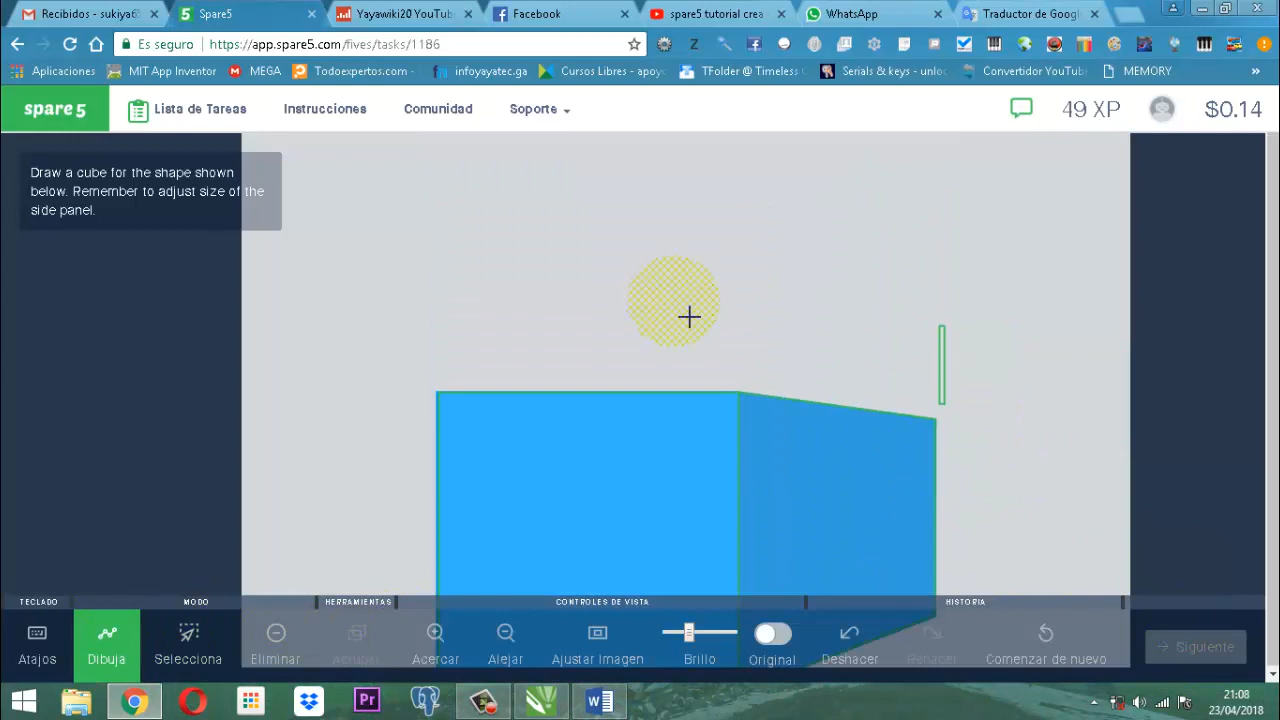 Recibidos - sukiya6
Spare5
Yayawiki20 YouTub
Facebook
spare5 tutorial crea
WhatsApp
Traductor de Googl
Es seguro
https://app.spare5.com/fives/tasks/1186
Aplicaciones
MIT App Inventor
MEGA
Todoexpertos.com -
infoyayatec.ga
Cursos Libres - apoy
TFolder @ Timeless
Serials & keys - unlo
Convertidor YouTub
MEMORY
spare5
Lista de Tareas
Instrucciones
Comunidad
Soporte
49 XP
$0.14
Draw a cube for the shape shown
below. Remember to adjust size of the
side panel.
TECLADO
MODO
HERRAMIENTAS
CONTROLES DE VISTA
HISTORIA
Atajos
Dibuja
Selecciona
Eliminar
Agrupar
Acercar
Alejar
Ajustar Imagen
Brillo
Original
Deshacer
Rehacer
Comenzar de nuevo
Siguiente
21:08
23/04/2018